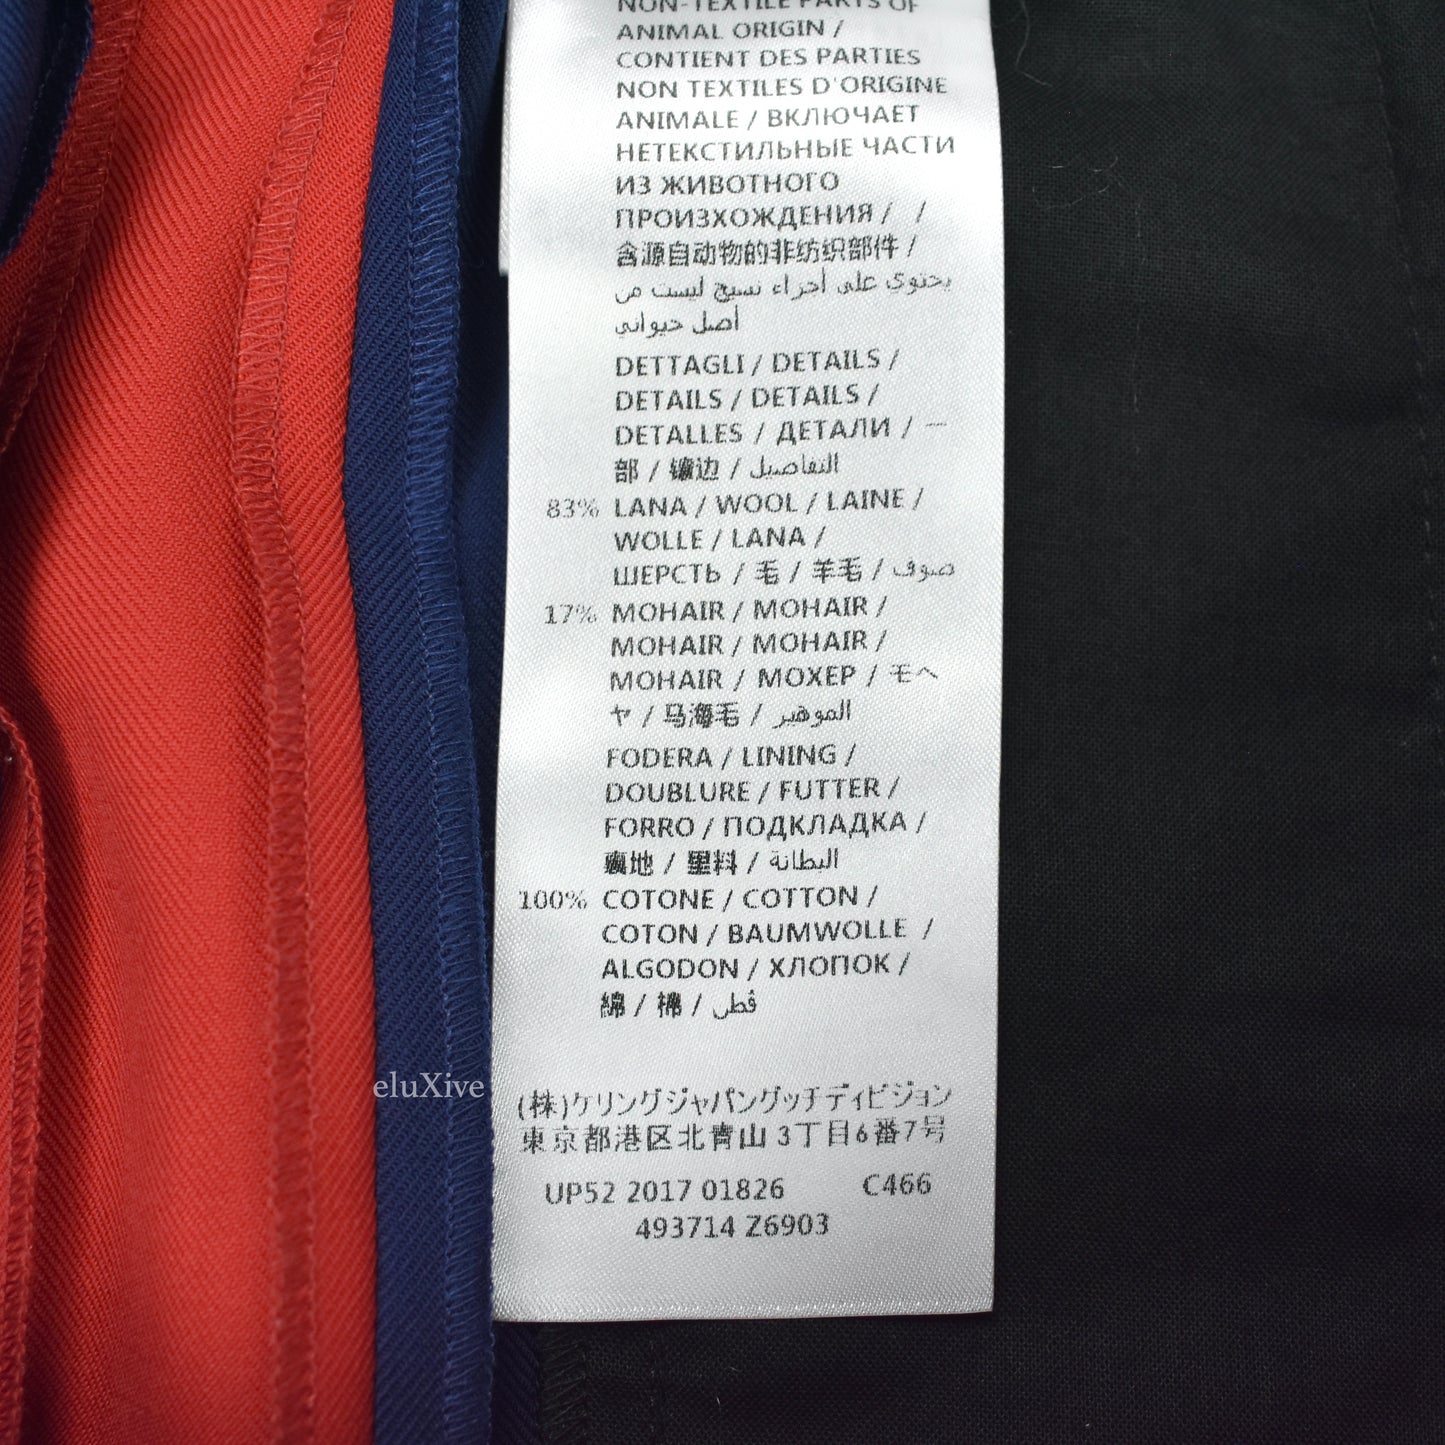 NON-TEXTILE PARTS OF
ANIMAL ORIGIN /
CONTIENT DES PARTIES
NON TEXTILES D'ORIGINE
ANIMALE / ВКЛЮЧАЕТ
НЕТЕКСТИЛЬНЫЕ ЧАСТИ
ИЗ ЖИВОТНОГО
ПРОИЗХОЖДЕНИЯ / /
含源自动物的非纺织部件 /
يحتوي على أجزاء نسيج ليست من
أصل حيواني
DETTAGLI / DETAILS /
DETAILS / DETAILS /
DETALLES / ДЕТАЛИ / 一
部 / 镶边 / التفاصيل
83% LANA / WOOL / LAINE /
WOLLE / LANA /
ШЕРСТЬ / 毛 / 羊毛 / صوف
17% MOHAIR / MOHAIR /
MOHAIR / MOHAIR /
MOHAIR / МОХЕР / モヘ
ヤ / 马海毛 / الموهير
FODERA / LINING /
DOUBLURE / FUTTER /
FORRO / ПОДКЛАДКА /
裏地 / 里料 / البطانة
100% COTONE / COTTON /
COTON / BAUMWOLLE /
ALGODON / ХЛОПОК /
綿 / 棉 / قطن
eluXive
(株)ケリングジャパングッチディビジョン
東京都港区北青山 3丁目6番7号
UP52 2017 01826 C466
493714 Z6903